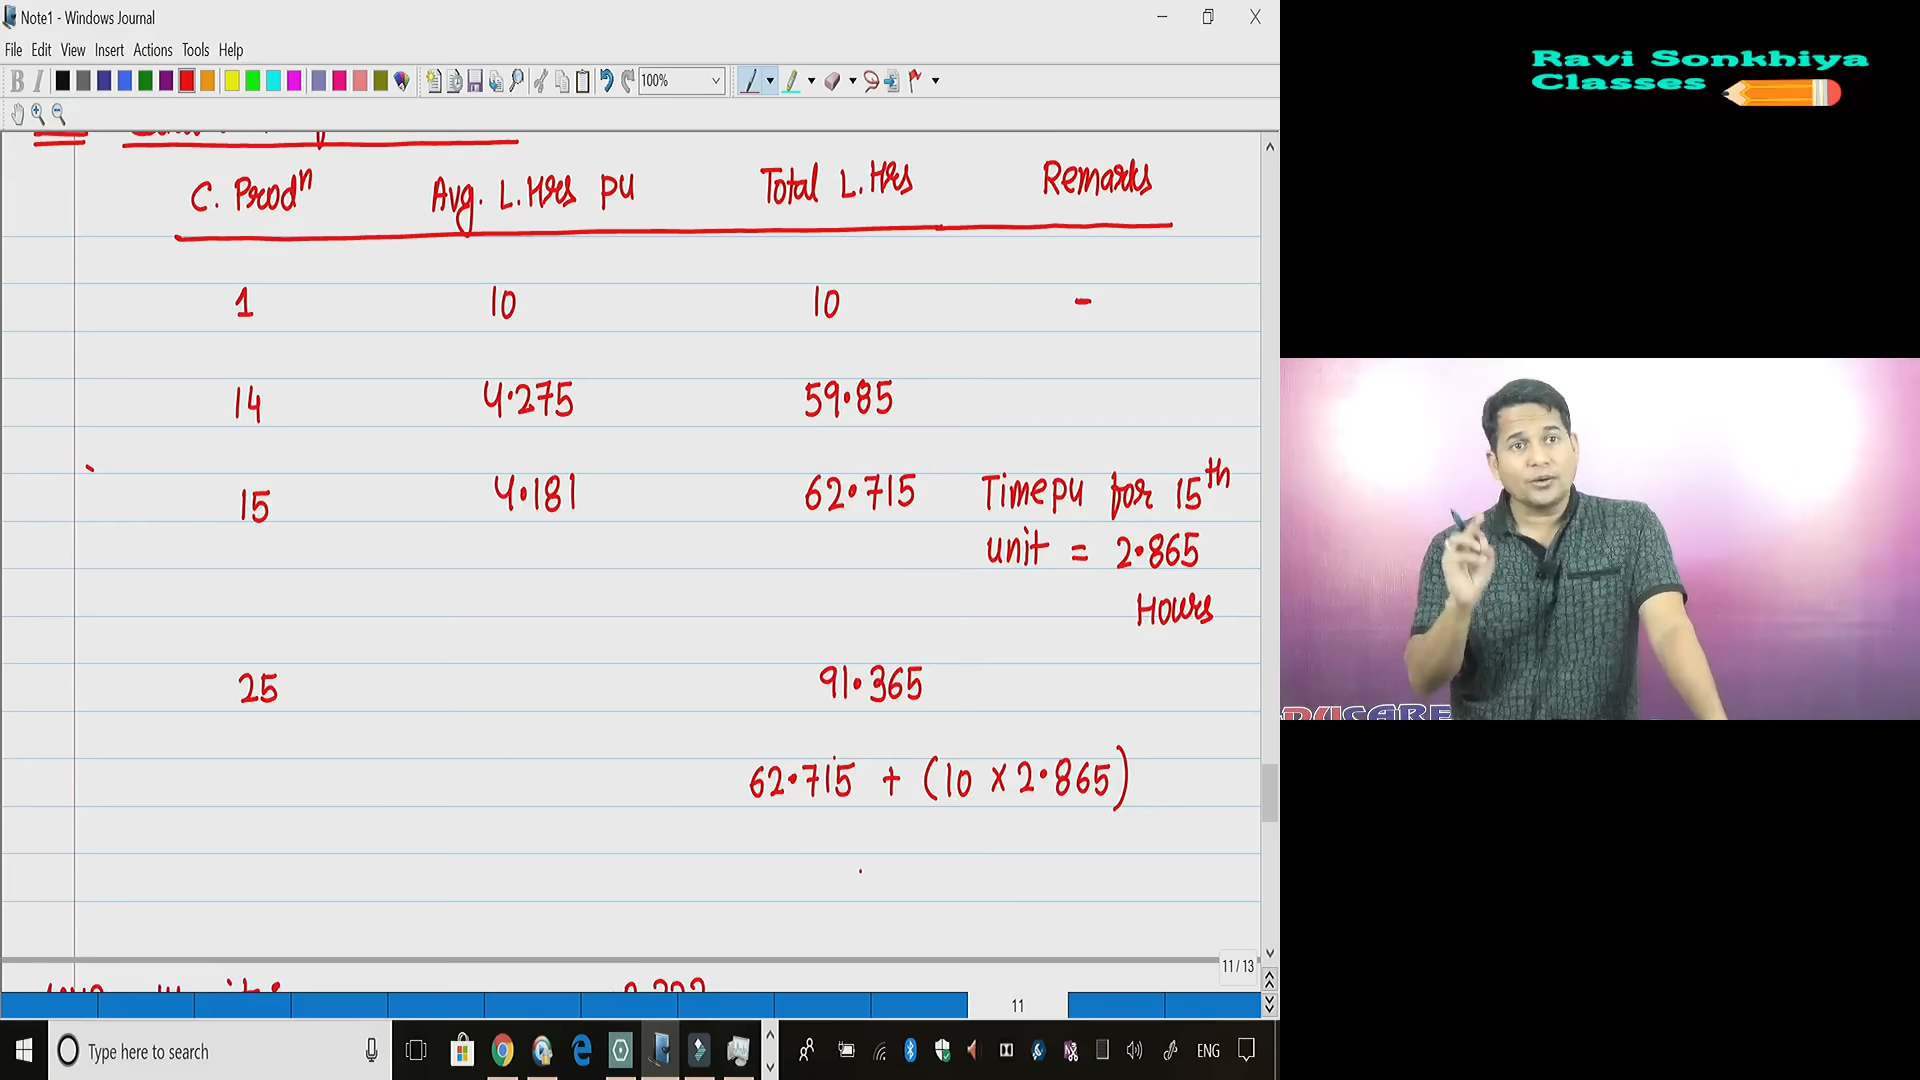 Note1 - Windows Journal
File Edit View Insert Actions Tools Help
100%
Ravi Sonkhiya
Classes
C. Prodⁿ Avg. L.Hrs PU Total L.Hrs Remarks
1 10 10 -
14 4.275 59.85
15 4.181 62.715 Time pu for 15th
unit = 2.865
Hours
25 91.365
62.715 + (10 × 2.865)
11 / 13
11
Type here to search
ENG